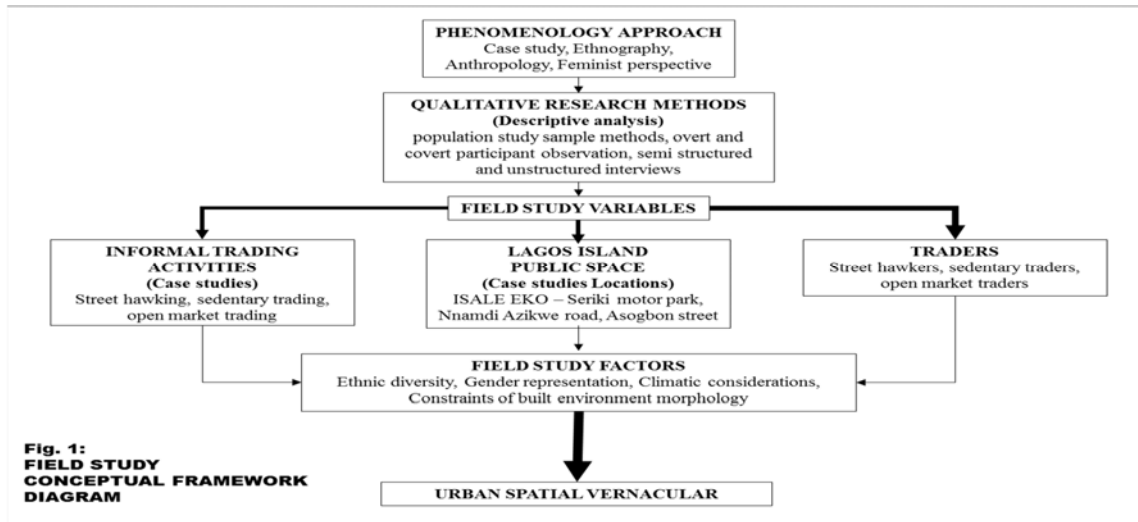 PHENOMENOLOGY APPROACH
Case study, Ethnography,
Anthropology, Feminist perspective
QUALITATIVE RESEARCH METHODS
(Descriptive analysis)
population study sample methods, overt and
covert participant observation, semi structured
and unstructured interviews
FIELD STUDY VARIABLES
INFORMAL TRADING
ACTIVITIES
(Case studies)
Street hawking, sedentary trading,
open market trading
LAGOS ISLAND
PUBLIC SPACE
(Case studies Locations)
ISALE EKO – Seriki motor park,
Nnamdi Azikwe road, Asogbon street
TRADERS
Street hawkers, sedentary traders,
open market traders
FIELD STUDY FACTORS
Ethnic diversity, Gender representation, Climatic considerations,
Constraints of built environment morphology
Fig. 1:
FIELD STUDY
CONCEPTUAL FRAMEWORK
DIAGRAM
URBAN SPATIAL VERNACULAR